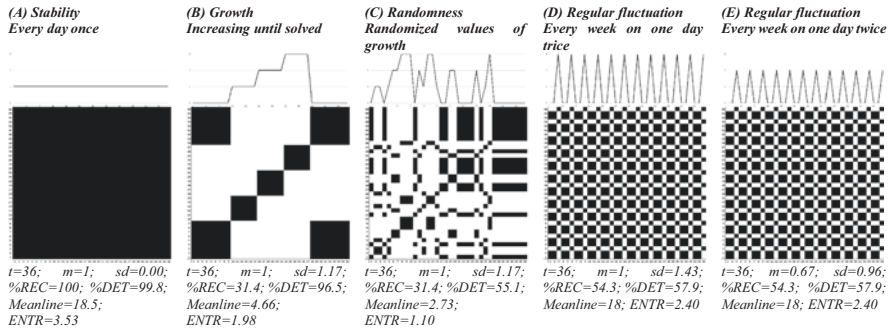 (A) Stability
Every day once
(B) Growth
Increasing until solved
(C) Randomness
Randomized values of
growth
(D) Regular fluctuation
Every week on one day
trice
(E) Regular fluctuation
Every week on one day twice
t=36; m=1; sd=0.00;
%REC=100; %DET=99.8;
Meanline=18.5;
ENTR=3.53
t=36; m=1; sd=1.17;
%REC=31.4; %DET=96.5;
Meanline=4.66;
ENTR=1.98
t=36; m=1; sd=1.17;
%REC=31.4; %DET=55.1;
Meanline=2.73;
ENTR=1.10
t=36; m=1; sd=1.43;
%REC=54.3; %DET=57.9;
Meanline=18; ENTR=2.40
t=36; m=0.67; sd=0.96;
%REC=54.3; %DET=57.9;
Meanline=18; ENTR=2.40